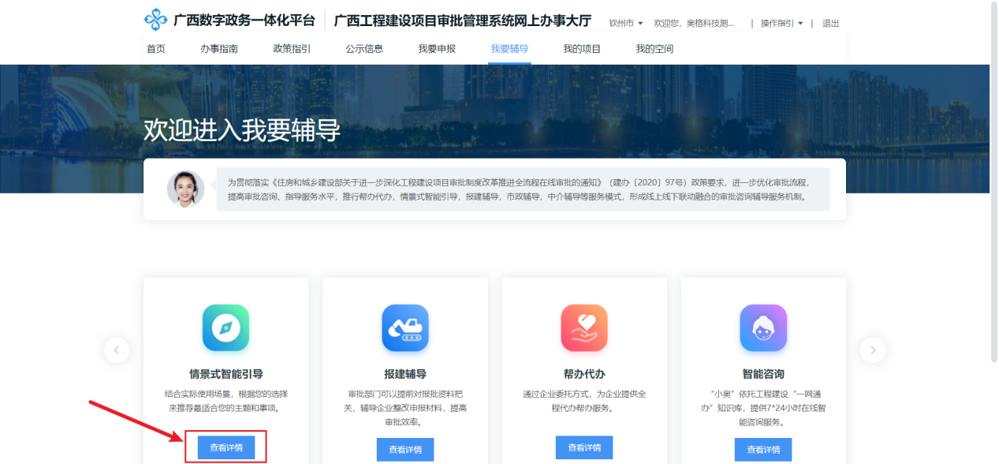 广西数字政务一体化平台
广西工程建设项目审批管理系统网上办事大厅
钦州市
欢迎您，奥格科技测...
| 操作指引
| 退出
首页 办事指南 政策指引 公示信息 我要申报 我要辅导 我的项目 我的空间
欢迎进入我要辅导
为贯彻落实《住房和城乡建设部关于进一步深化工程建设项目审批制度改革推进全流程在线审批的通知》（建办〔2020〕97号）政策要求，进一步优化审批流程，
提高审批咨询、指导服务水平，推行帮办代办，情景式智能引导，报建辅导，市政辅导，中介辅导等服务模式，形成线上线下联动融合的审批咨询辅导服务机制。
情景式智能引导
结合实际使用场景，根据您的选择
来推荐最适合您的主题和事项。
查看详情
报建辅导
审批部门可以提前对报批资料把
关，辅导企业整改申报材料，提高
审批效率。
查看详情
帮办代办
通过企业委托方式，为企业提供全
程代办帮办服务。
查看详情
智能咨询
“小奥”依托工程建设“一网通
办”知识库，提供7*24小时在线智
能咨询服务。
查看详情